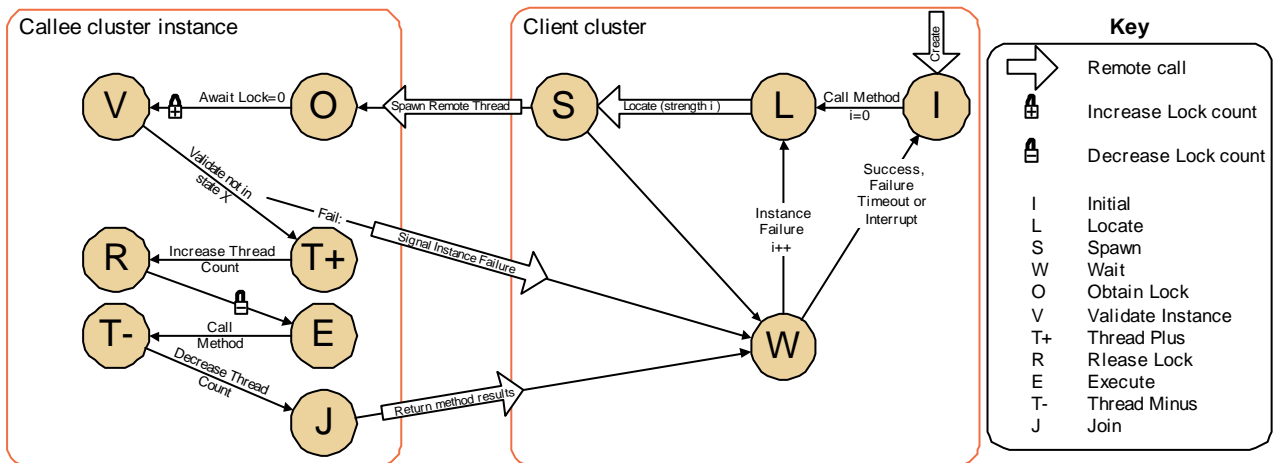 Callee cluster instance
Client cluster
Key
Create
Remote call
Increase Lock count
Decrease Lock count
V
Await Lock=0
O
Spawn Remote Thread
S
Locate (strength i )
L
Call Method
i=0
I
Validate not in
state X
Fail:
Signal Instance Failure
Instance
Failure
i++
Success,
Failure
Timeout or
Interrupt
R
Increase Thread
Count
T+
T-
Call
Method
E
W
Decrease Thread
Count
J
Return method results
I Initial
L Locate
S Spawn
W Wait
O Obtain Lock
V Validate Instance
T+ Thread Plus
R Rlease Lock
E Execute
T- Thread Minus
J Join